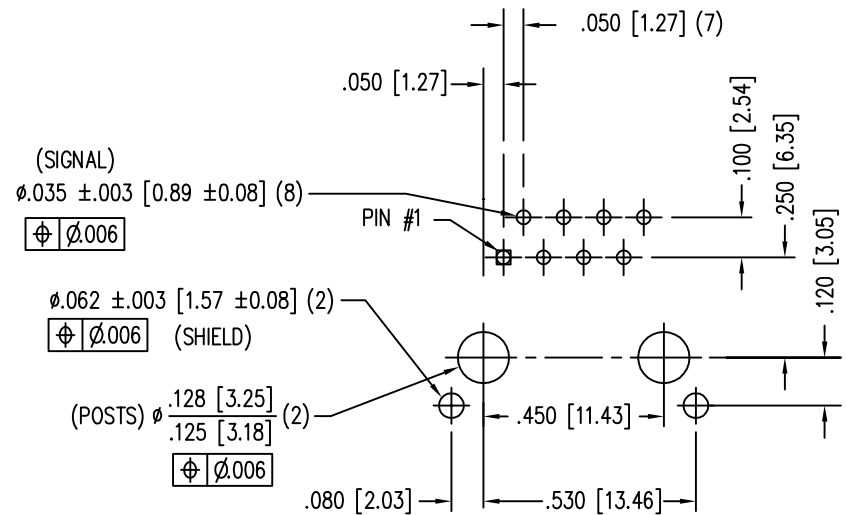 .050 [1.27] (7)
.050 [1.27]
.100 [2.54]
.250 [6.35]
(SIGNAL)
ø.035 ±.003 [0.89 ±0.08] (8)
⌖ Ø.006
PIN #1
.120 [3.05]
ø.062 ±.003 [1.57 ±0.08] (2)
⌖ Ø.006 (SHIELD)
.128 [3.25]
(POSTS) ø (2)
.125 [3.18]
.450 [11.43]
⌖ Ø.006
.080 [2.03]
.530 [13.46]